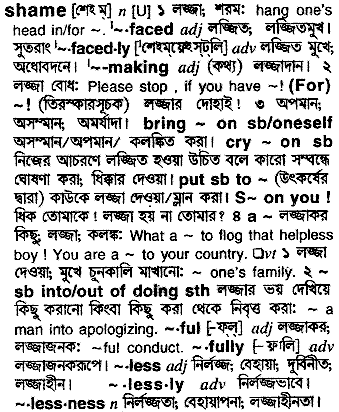 shame [শেইম্] n [U] ১ লজ্জা; শরম: hang one's
head in/for ~. '~·faced adj লজ্জিত; লজ্জিতমুখ।
সুতরাং '~·faced·ly [শেইমফ়েইস্ট্‌লি] adv লজ্জিত মুখে;
অধোবদনে। '~·making adj (কথ্য) লজ্জাদান। ২
লজ্জা বোধ: Please stop , if you have ~! (For)
~! (তিরস্কারসূচক) লজ্জার দোহাই! ৩ অপমান;
অসম্মান; অমর্যাদা। bring ~ on sb/oneself
অসম্মান/অপমান/ কলঙ্কিত করা। cry ~ on sb
নিজের আচরণে লজ্জিত হওয়া উচিত বলে কারো সম্বন্ধে
ঘোষণা করা; ধিক্কার দেওয়া। put sb to ~ (উৎকর্ষের
দ্বারা) কাউকে লজ্জা দেওয়া/ম্লান করা। S~ on you !
ধিক তোমাকে ! লজ্জা হয় না তোমার? ৪ a ~ লজ্জাকর
কিছু; লজ্জা; কলঙ্ক: What a ~ to flog that helpless
boy ! You are a ~ to your country. □vt ১ লজ্জা
দেওয়া; মুখে চুনকালি মাখানো: ~ one's family. ২ ~
sb into/out of doing sth লজ্জার ভয় দেখিয়ে
কিছু করানো কিংবা কিছু করা থেকে নিবৃত্ত করা: ~ a
man into apologizing. ~·ful [-ফ্‌ল্] adj লজ্জাকর;
লজ্জাজনক: ~ful conduct. ~·fully [–ফ়ালি] adv
লজ্জাজনকরূপে। ~·less adj নির্লজ্জ; বেহায়া; দুর্বিনীত;
লজ্জাহীন। ~·less·ly adv নির্লজ্জভাবে।
~·less·ness n নির্লজ্জতা; বেহায়াপনা; লজ্জাহীনতা।